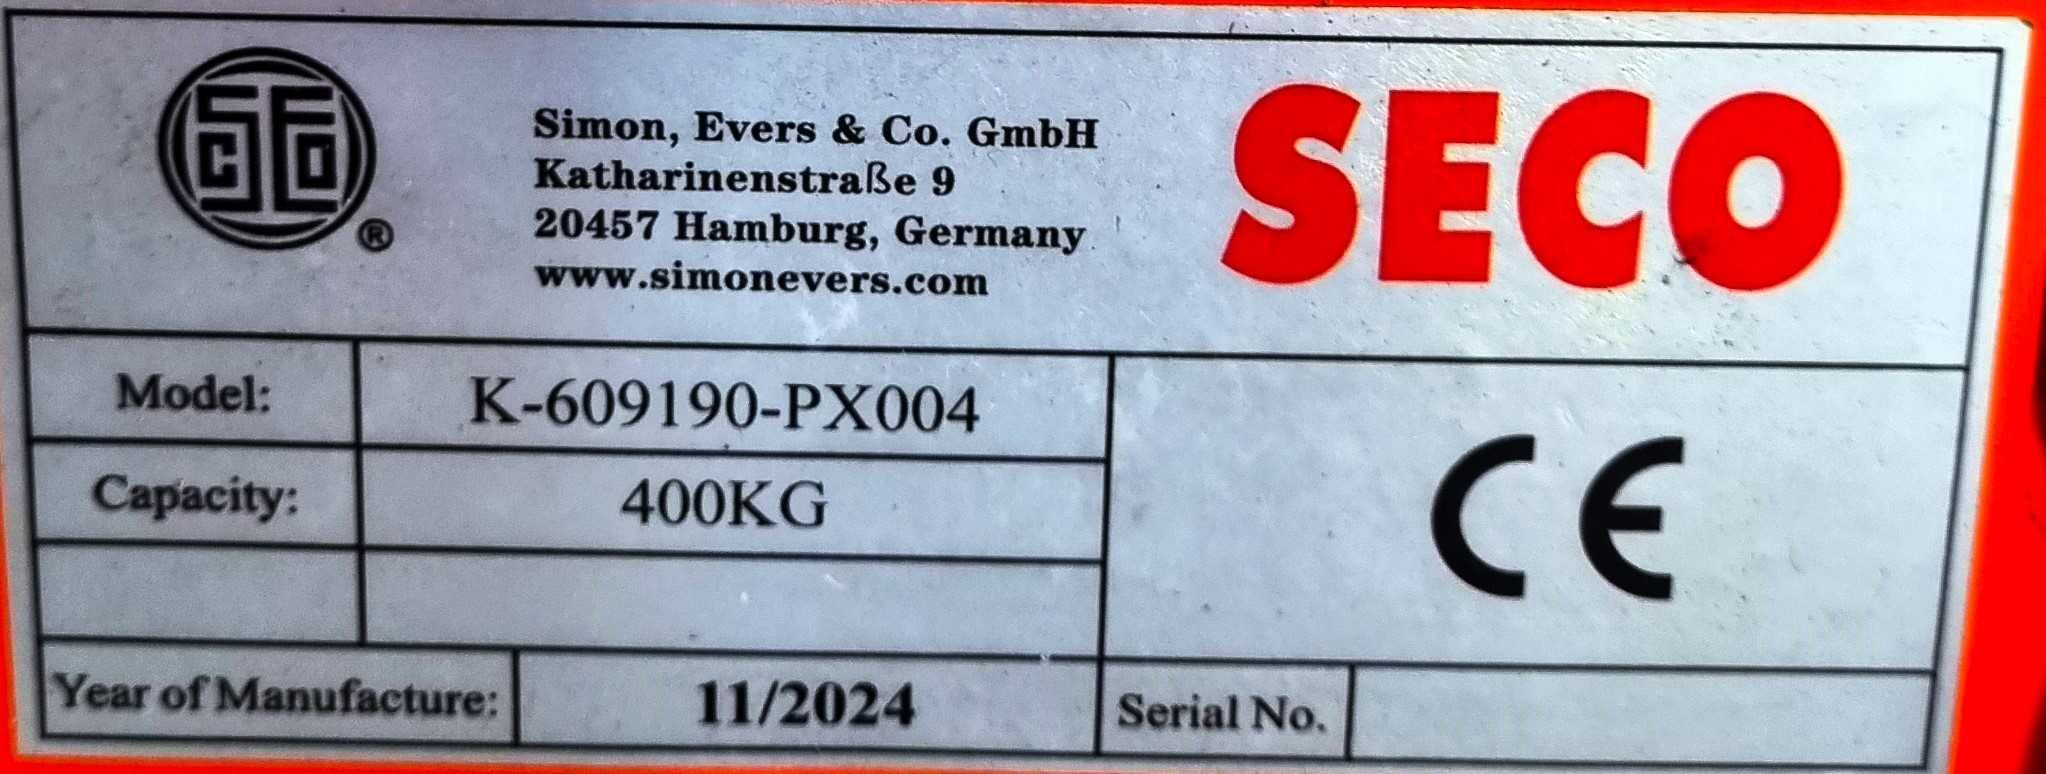 SECO
®
Simon, Evers & Co. GmbH
Katharinenstraße 9
20457 Hamburg, Germany
www.simonevers.com
SECO
Model: K-609190-PX004
Capacity: 400KG
CE
Year of Manufacture: 11/2024 Serial No.